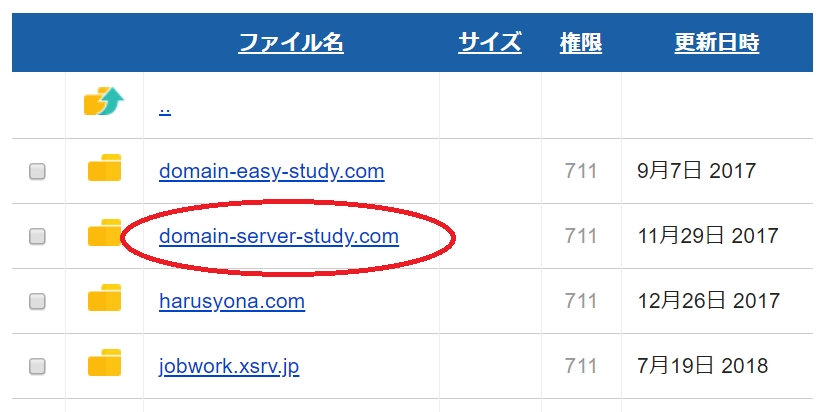 ファイル名 サイズ 権限 更新日時
..
domain-easy-study.com 711 9月7日 2017
domain-server-study.com 711 11月29日 2017
harusyona.com 711 12月26日 2017
jobwork.xsrv.jp 711 7月19日 2018